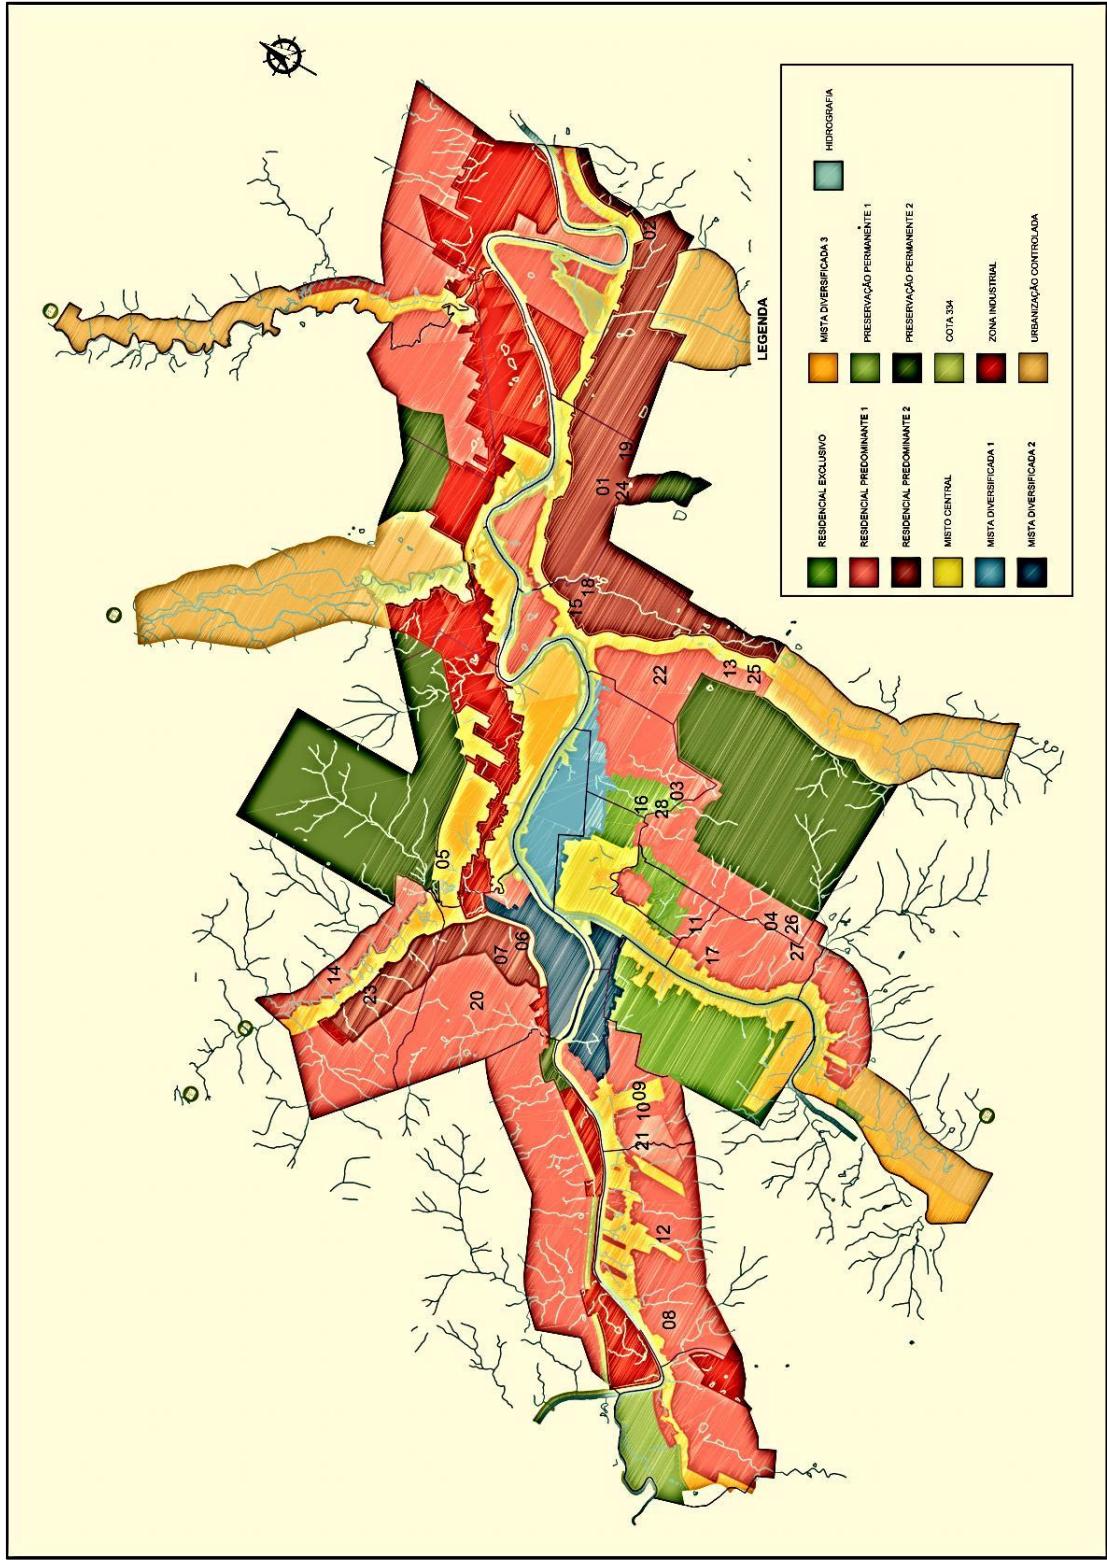 LEGENDA
RESIDENCIAL EXCLUSIVO
RESIDENCIAL PREDOMINANTE 1
RESIDENCIAL PREDOMINANTE 2
MISTO CENTRAL
MISTA DIVERSIFICADA 1
MISTA DIVERSIFICADA 2
MISTA DIVERSIFICADA 3
PRESERVAÇÃO PERMANENTE 1
PRESERVAÇÃO PERMANENTE 2
COTA 334
ZONA INDUSTRIAL
URBANIZAÇÃO CONTROLADA
HIDROGRAFIA
02
19
01
24
18
15
22
13
25
16
28
03
05
11
17
04
26
27
14
23
07
06
20
09
10
21
12
08